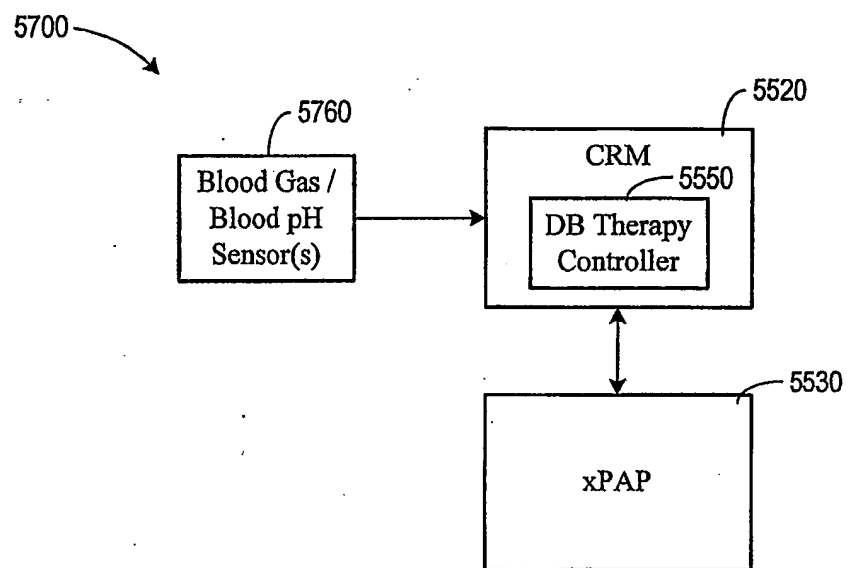 5700
5760
5520
CRM
5550
Blood Gas /
Blood pH
Sensor(s)
DB Therapy
Controller
5530
xPAP